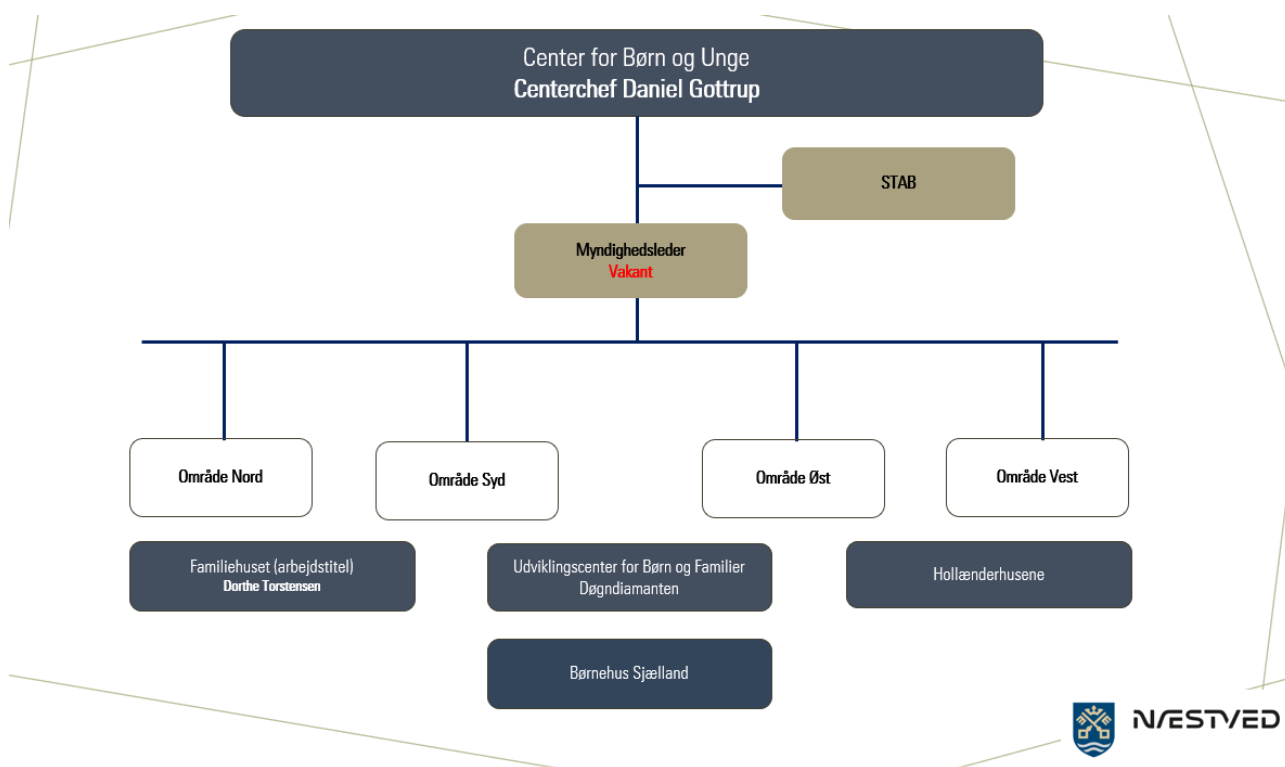 Center for Børn og Unge
Centerchef Daniel Gottrup
STAB
Myndighedsleder
Vakant
Område Nord
Område Syd
Område Øst
Område Vest
Familiehuset (arbejdstitel)
Dorthe Torstensen
Udviklingscenter for Børn og Familier
Døgndiamanten
Hollænderhusene
Børnehus Sjælland
NÆSTVED